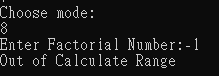 Choose mode:
8
Enter Factorial Number:-1
Out of Calculate Range